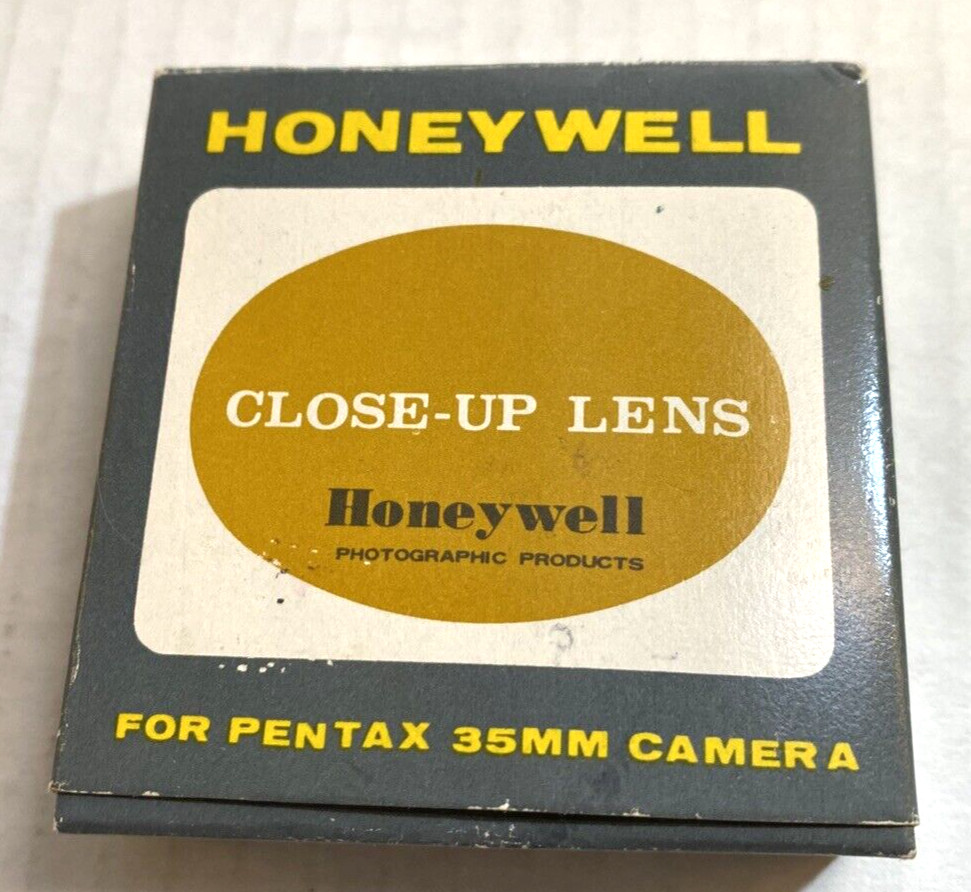 HONEYWELL
CLOSE-UP LENS
Honeywell
PHOTOGRAPHIC PRODUCTS
FOR PENTAX 35MM CAMERA